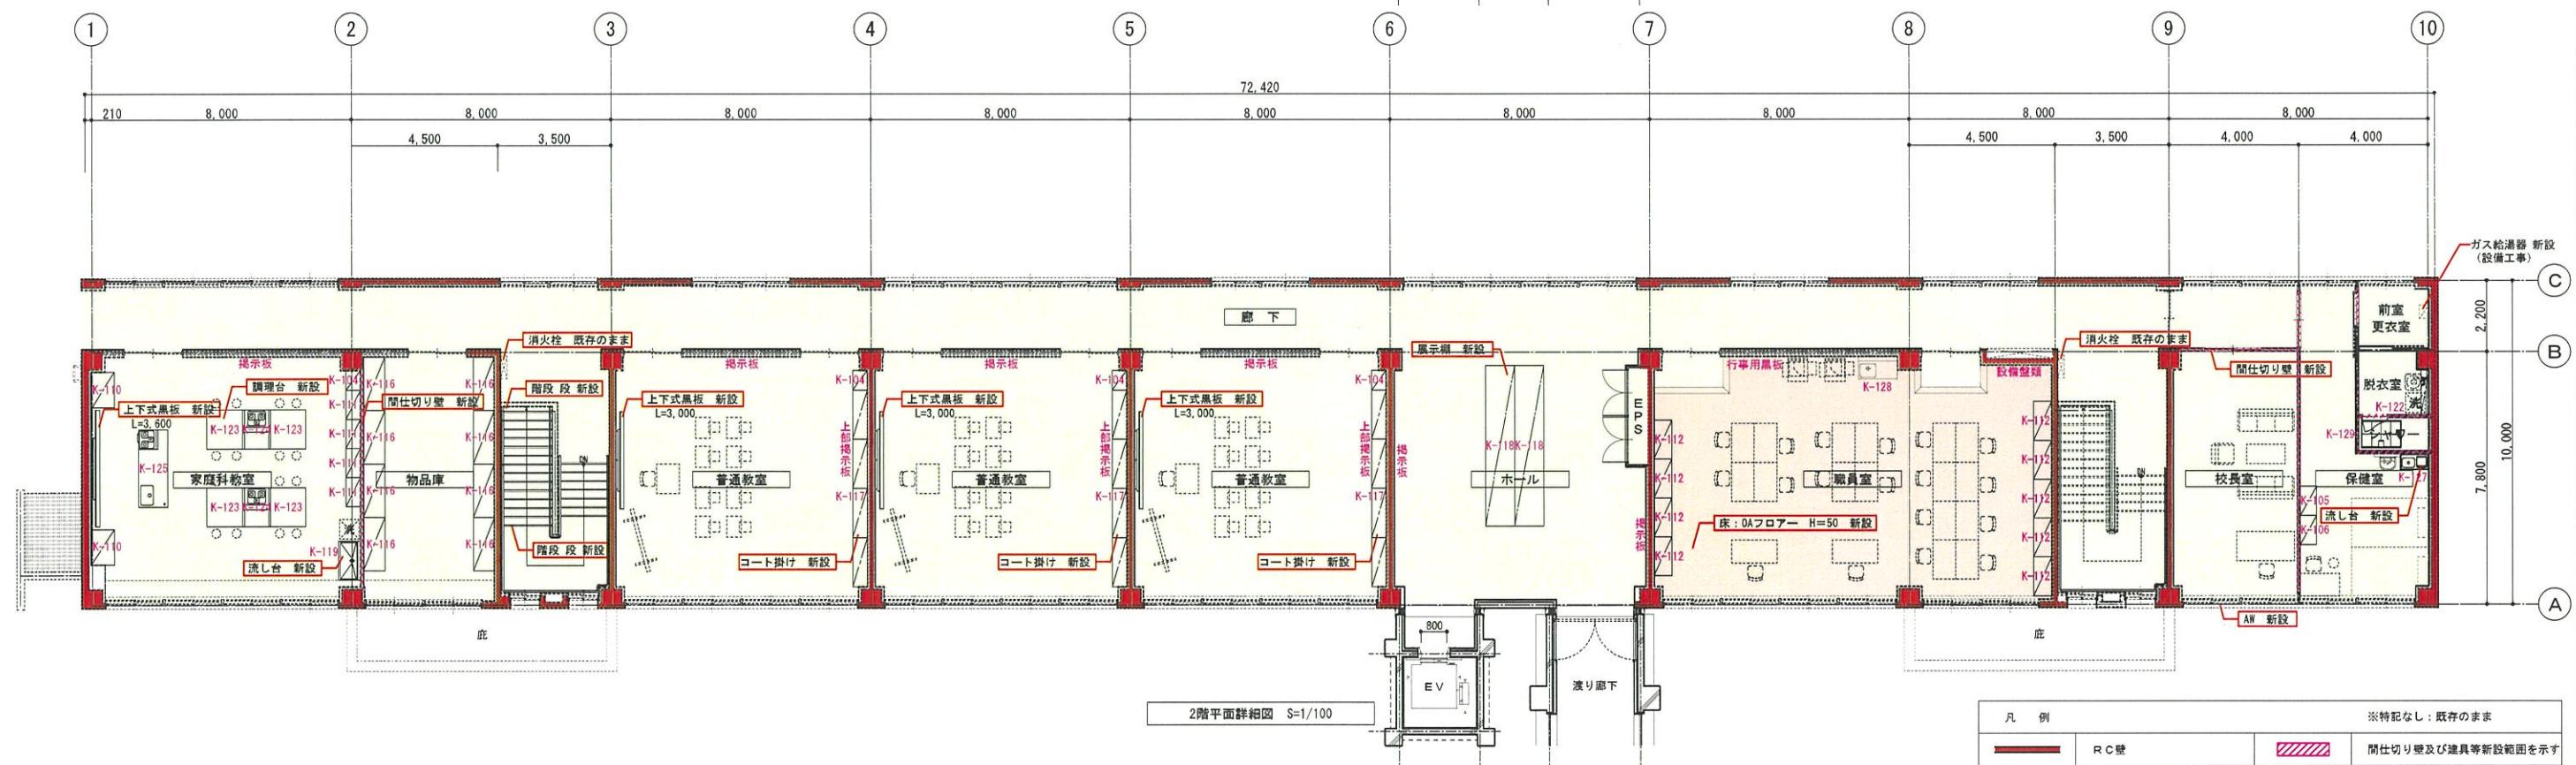 1 2 3 4 5 6 7 8 9 10
72,420
210 8,000 8,000 8,000 8,000 8,000 8,000 8,000 8,000 8,000
4,500 3,500 4,500 3,500 4,000 4,000
ガス給湯器 新設
（設備工事）
C
廊 下
前室
更衣室
2,200
消火栓 既存のまま
展示棚 新設
消火栓 既存のまま
B
掲示板 掲示板 掲示板 掲示板
行事用黒板
設備盤類
間仕切り壁 新設
K-110
調理台 新設
K-104
K-116
K-116
階段 段 新設
K-104
K-104
K-104
K-128
脱衣室
洗
K-122
上下式黒板 新設
L=3,600
間仕切り壁 新設
上下式黒板 新設
L=3,000
上下式黒板 新設
L=3,000
上下式黒板 新設
L=3,000
EPS
K-123 K-123
K-116
K-125
家庭科教室
物品庫
DN
普通教室
上部掲示板
普通教室
上部掲示板
普通教室
上部掲示板
掲示板
K-118 K-118
ホール
K-112
K-112
K-112
K-112
職員室
K-112
K-112
K-112
K-112
K-112
DN
校長室
K-129
保健室
K-105
K-106
流し台 新設
7,800
10,000
K-123 K-123
K-116
K-116
K-117
K-117
K-117
掲示板
床：OAフロアー H=50 新設
K-110
K-119
流し台 新設
K-116
K-116
階段 段 新設
コート掛け 新設
コート掛け 新設
コート掛け 新設
A
AW 新設
庇
800
庇
EV
渡り廊下
2階平面詳細図 S=1/100
凡 例
※特記なし：既存のまま
RC壁
間仕切り壁及び建具等新設範囲を示す